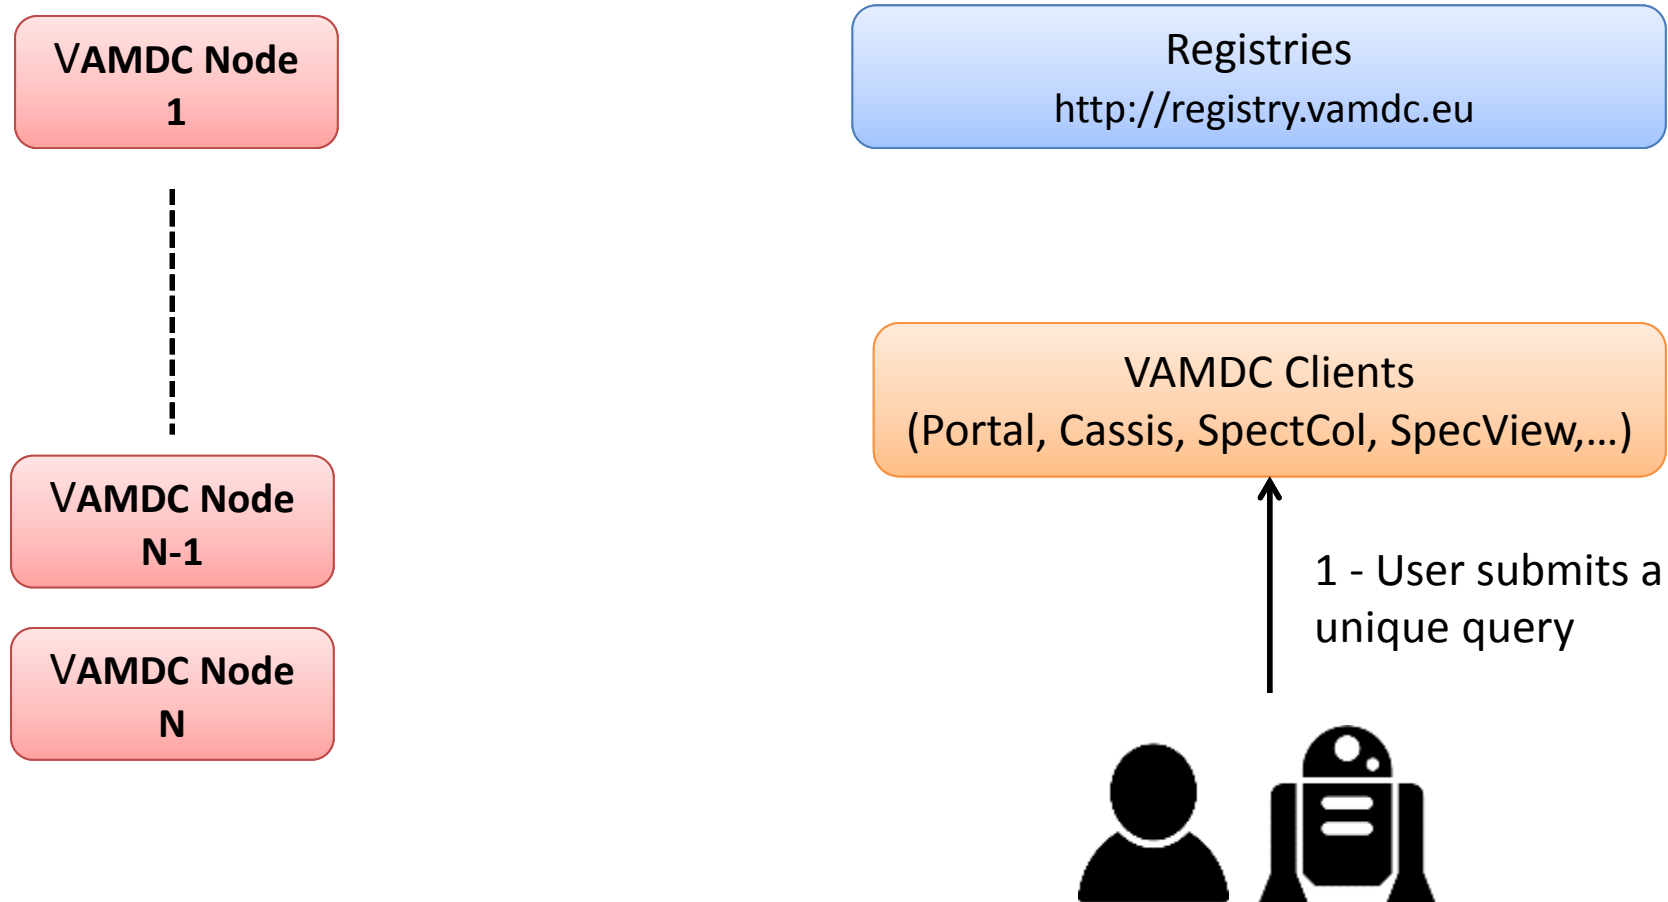 VAMDC Node
1
Registries
http://registry.vamdc.eu
VAMDC Clients
(Portal, Cassis, SpectCol, SpecView,...)
VAMDC Node
N-1
1 - User submits a
unique query
VAMDC Node
N